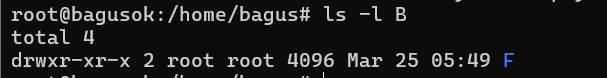 root@bagusok:/home/bagus# ls -l B
total 4
drwxr-xr-x 2 root root 4096 Mar 25 05:49 F